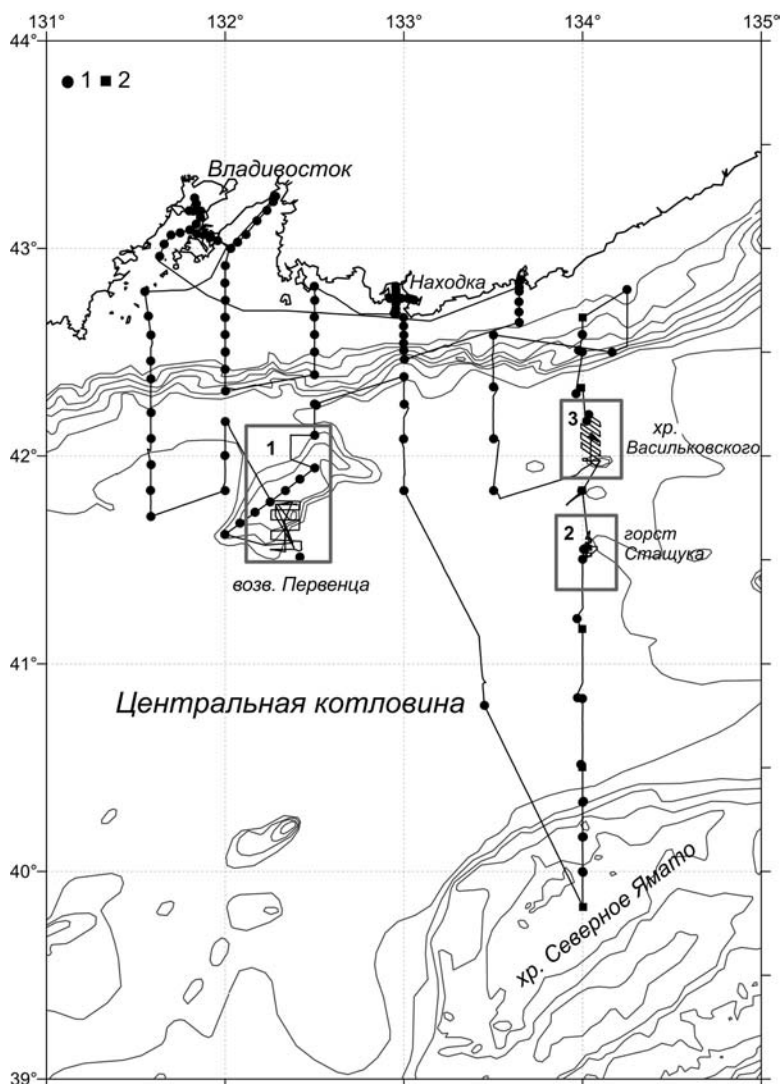 131° 132° 133° 134° 135°
44°
1 2
Владивосток
43°
Находка
3
хр.
Васильковского
42°
1
2
горст
Стащука
возв. Первенца
41°
Центральная котловина
40°
хр. Северное Ямато
39°